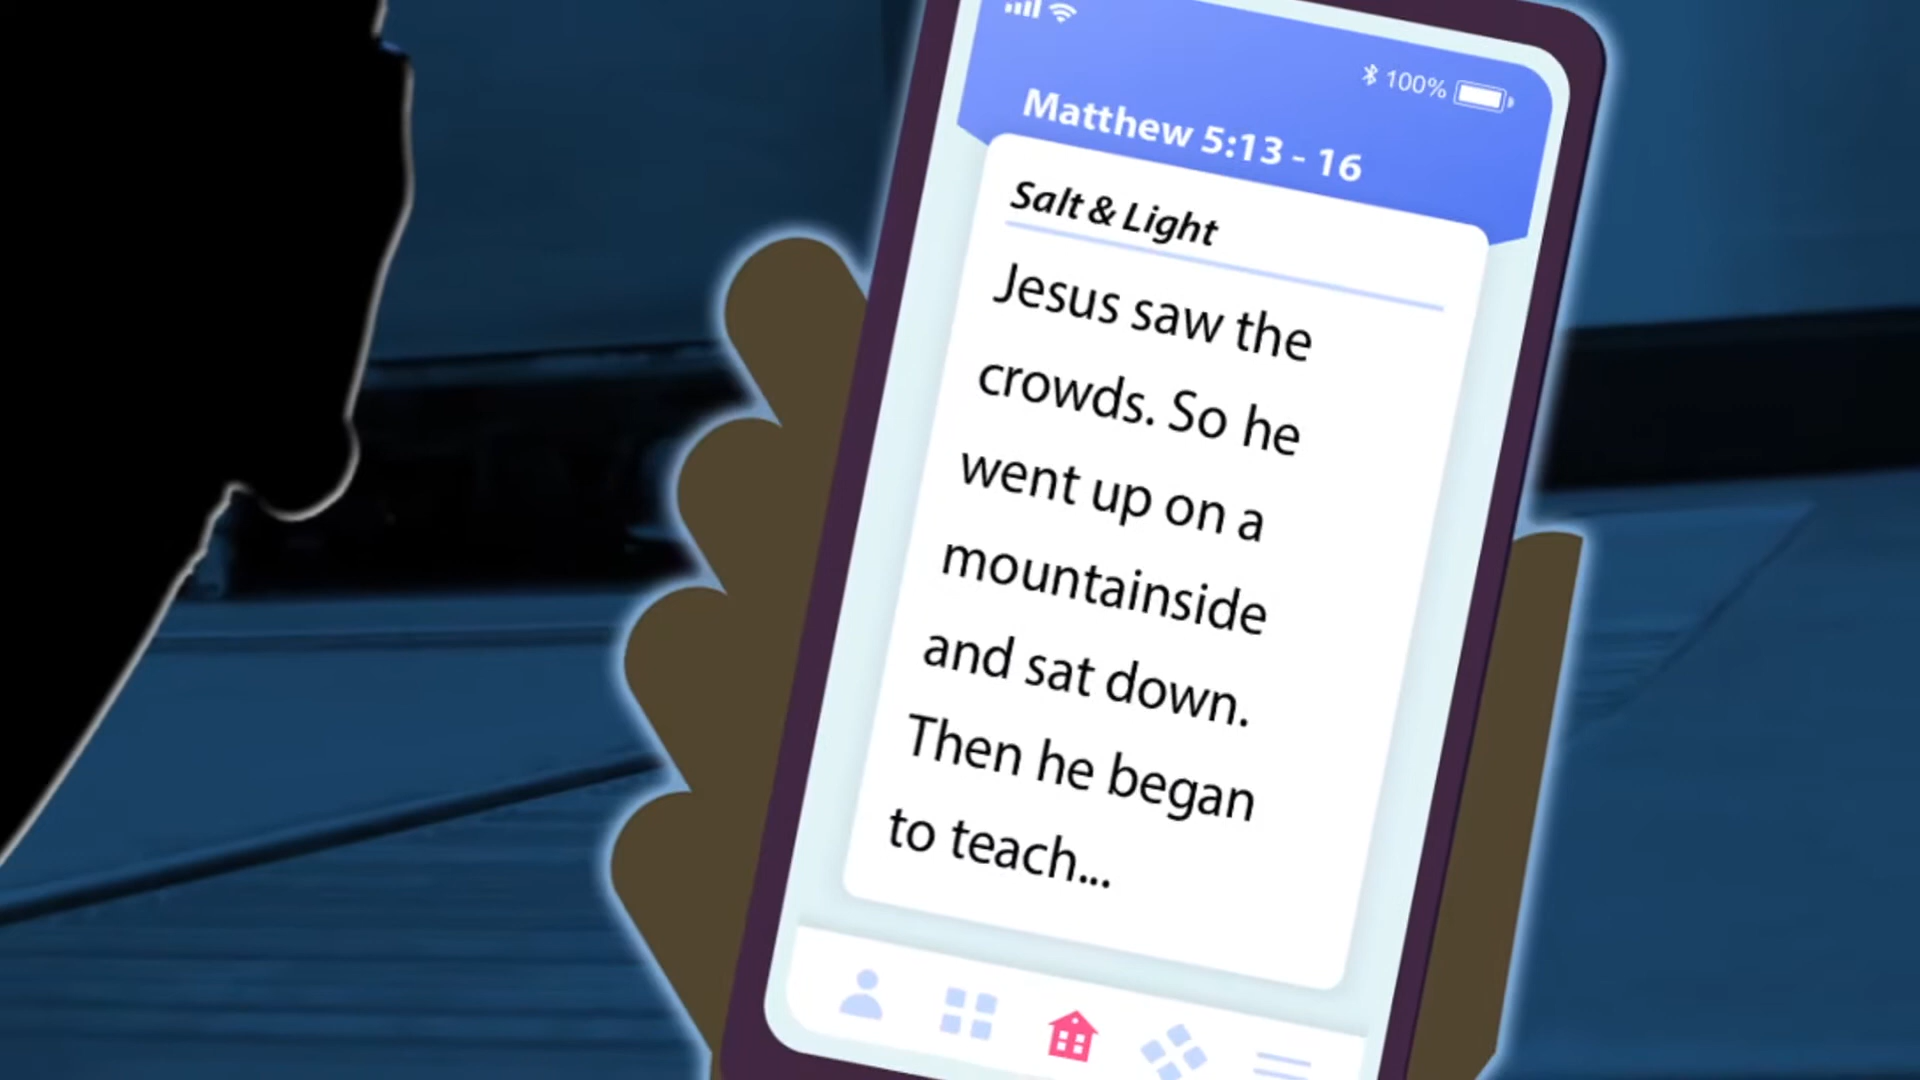 100%
Matthew 5:13 - 16
Salt & Light
Jesus saw the
crowds. So he
went up on a
mountainside
and sat down.
Then he began
to teach...